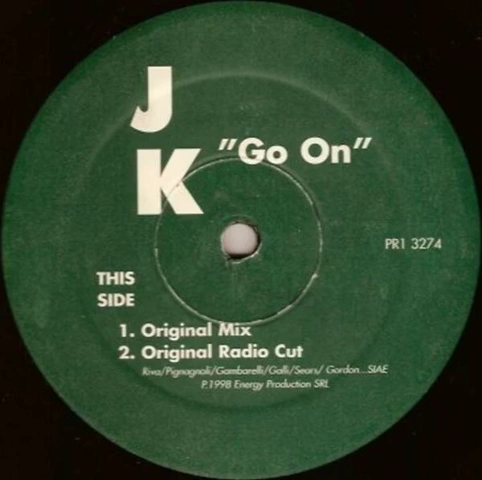 J
K "Go On"
PR1 3274
THIS
SIDE
1. Original Mix
2. Original Radio Cut
Riva/Pignagnoli/Gambarelli/Galli/Sears/ Gordon...SIAE
P.1998 Energy Production SRL